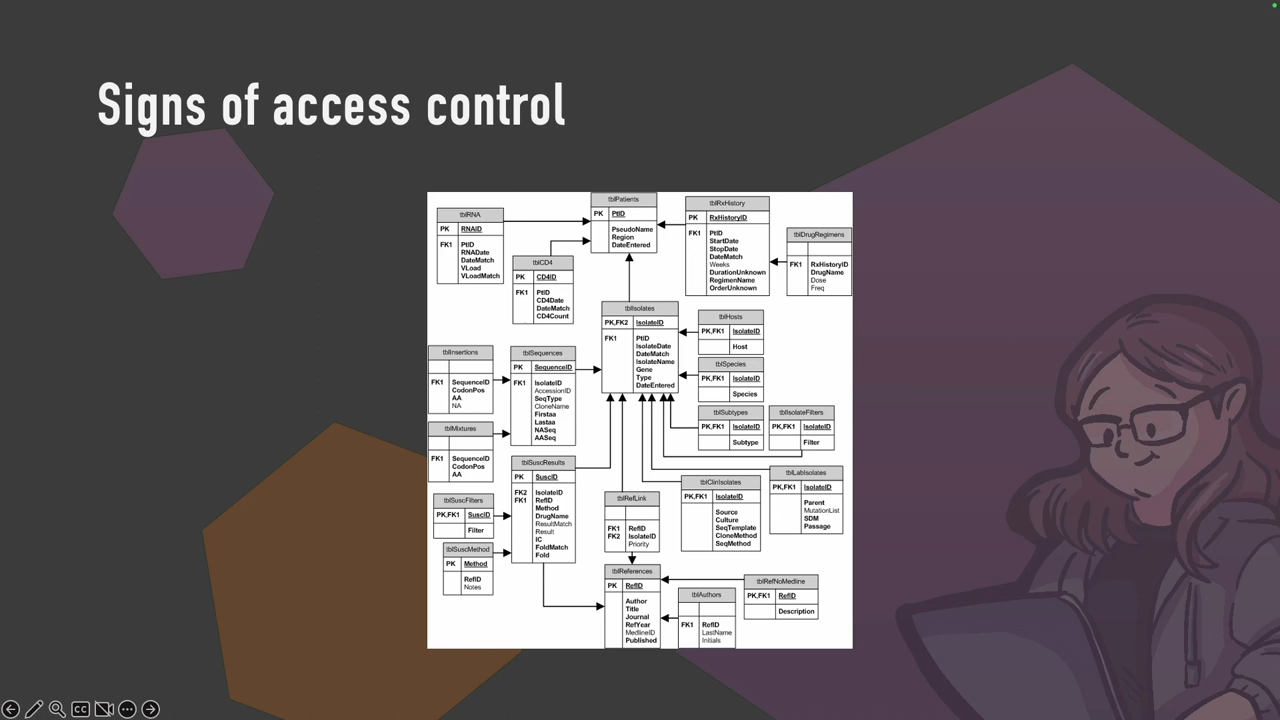 Signs of access control
tblPatients
PK PtID
PseudoName
Region
DateEntered
tblRNA
PK RNAID
FK1 PtID
RNADate
DateMatch
VLoad
VLoadMatch
tblCD4
PK CD4ID
FK1 PtID
CD4Date
DateMatch
CD4Count
tblRxHistory
PK RxHistoryID
FK1 PtID
StartDate
StopDate
DateMatch
Weeks
DurationUnknown
RegimenName
OrderUnknown
tblDrugRegimens
FK1 RxHistoryID
DrugName
Dose
Freq
tblIsolates
PK,FK2 IsolateID
FK1 PtID
IsolateDate
DateMatch
IsolateName
Gene
Type
DateEntered
tblHosts
PK,FK1 IsolateID
Host
tblSpecies
PK,FK1 IsolateID
Species
tblInsertions
FK1 SequenceID
CodonPos
AA
NA
tblSequences
PK SequenceID
FK1 IsolateID
AccessionID
SeqType
CloneName
Firstaa
Lastaa
NASeq
AASeq
tblSubtypes
PK,FK1 IsolateID
Subtype
tblIsolateFilters
PK,FK1 IsolateID
Filter
tblMixtures
FK1 SequenceID
CodonPos
AA
tblSuscResults
PK SuscID
FK2 IsolateID
FK1 RefID
Method
DrugName
ResultMatch
Result
IC
FoldMatch
Fold
tblClinIsolates
PK,FK1 IsolateID
Source
Culture
SeqTemplate
CloneMethod
SeqMethod
tblLabIsolates
PK,FK1 IsolateID
Parent
MutationList
SDM
Passage
tblSuscFilters
PK,FK1 SuscID
Filter
tblRefLink
FK1 RefID
FK2 IsolateID
Priority
tblSuscMethod
PK Method
RefID
Notes
tblReferences
PK RefID
Author
Title
Journal
RefYear
MedlineID
Published
tblAuthors
FK1 RefID
LastName
Initials
tblRefNoMedline
PK,FK1 RefID
Description
CC